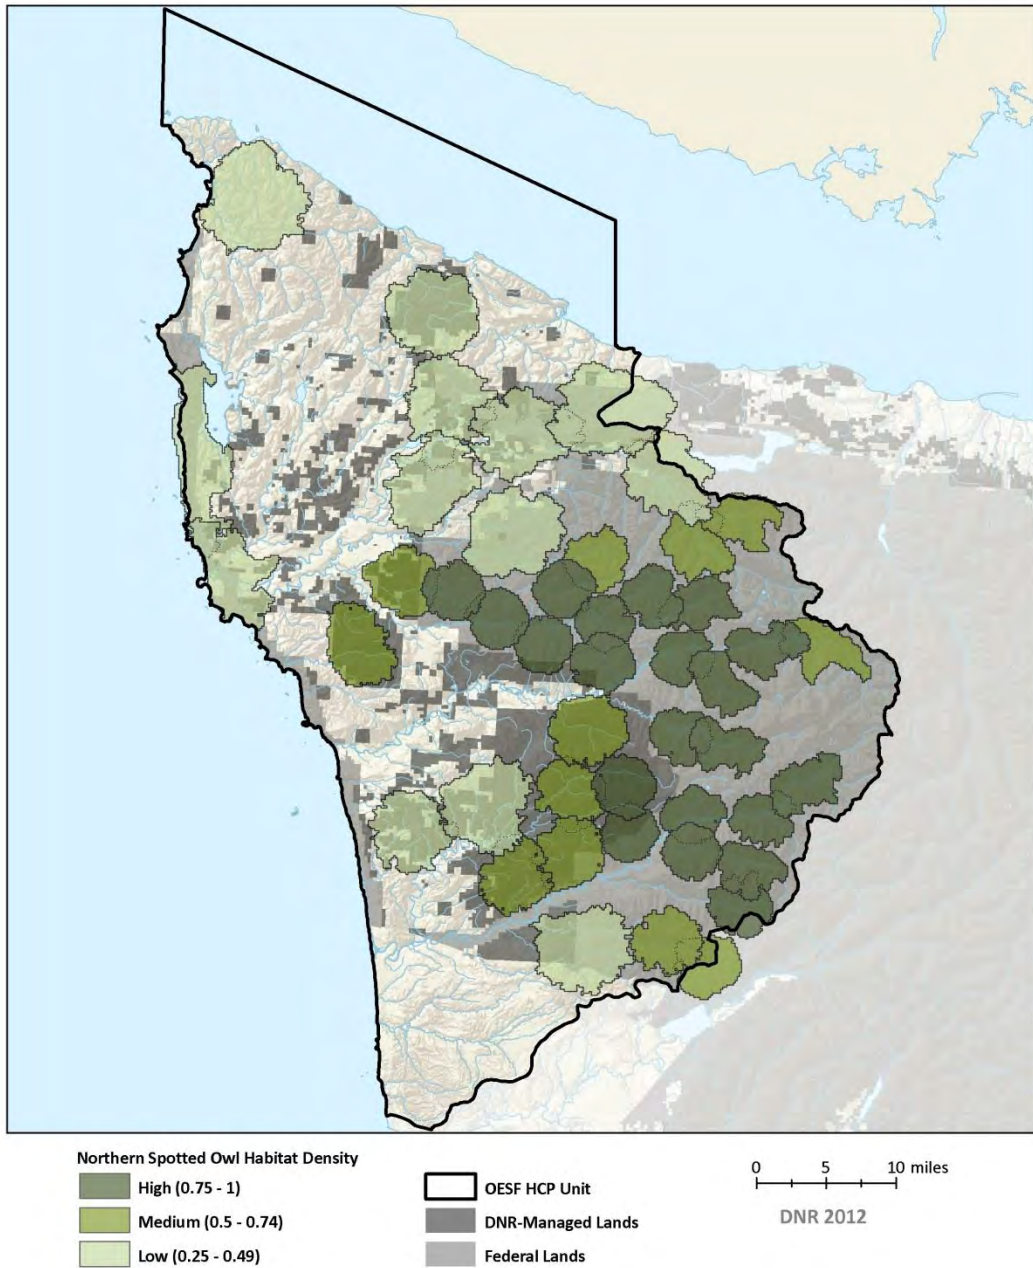 Northern Spotted Owl Habitat Density
High (0.75 - 1)
Medium (0.5 - 0.74)
Low (0.25 - 0.49)
OESF HCP Unit
DNR-Managed Lands
Federal Lands
0 5 10 miles
DNR 2012